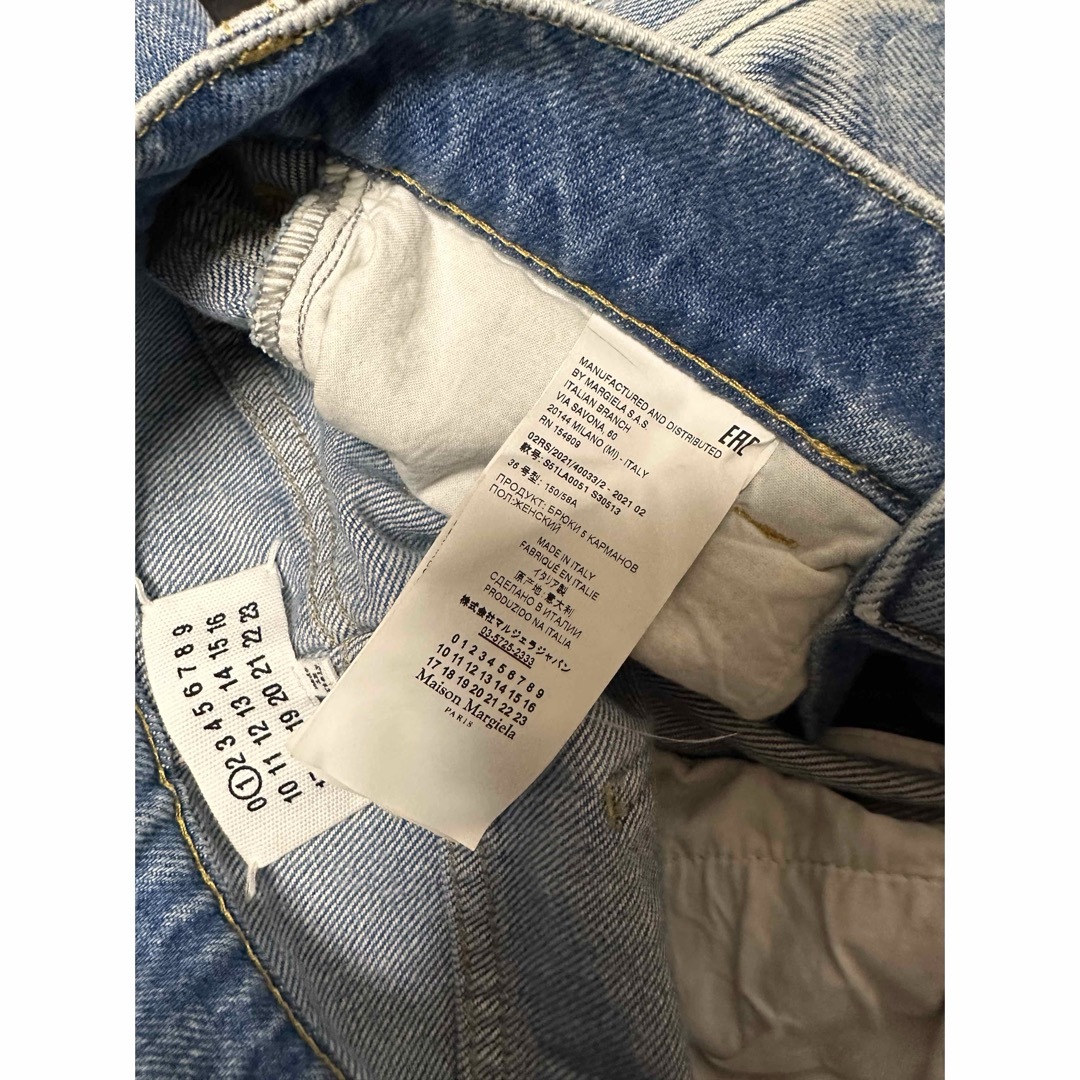 MANUFACTURED AND DISTRIBUTED
BY MARGIELA S.A.S
ITALIAN BRANCH
VIA SAVONA, 60
20144 MILANO (MI) - ITALY
RN 154909
EAC
02RS/2021/40033/2 - 2021 02
款号: S51LA0051 S30513
36 号型: 150/58A
ПРОДУКТ: БРЮКИ 5 КАРМАНОВ
ПОЛ:ЖЕНСКИЙ
MADE IN ITALY
FABRIQUÉ EN ITALIE
イタリア製
原产地:意大利
СДЕЛАНО В ИТАЛИИ
PRODUZIDO NA ITALIA
株式会社マルジェラジャパン
03-5725-2333
0 1 2 3 4 5 6 7 8 9
10 11 12 13 14 15 16
17 18 19 20 21 22 23
Maison Margiela
PARIS
0 1 2 3 4 5 6 7 8 9
10 11 12 13 14 15 16
19 20 21 22 23